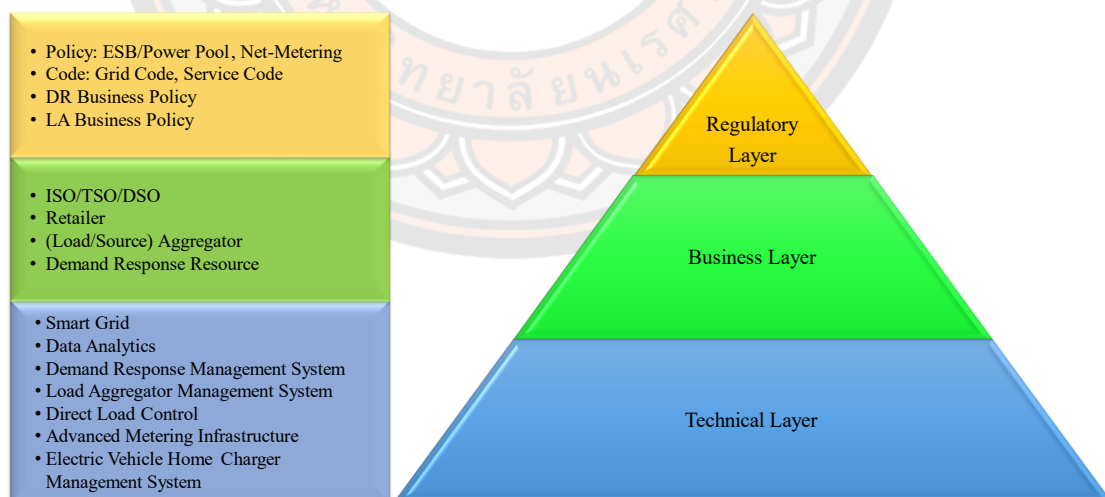 • Policy: ESB/Power Pool, Net-Metering
• Code: Grid Code, Service Code
• DR Business Policy
• LA Business Policy
• ISO/TSO/DSO
• Retailer
• (Load/Source) Aggregator
• Demand Response Resource
• Smart Grid
• Data Analytics
• Demand Response Management System
• Load Aggregator Management System
• Direct Load Control
• Advanced Metering Infrastructure
• Electric Vehicle Home Charger
Management System
Regulatory
Layer
Business Layer
Technical Layer